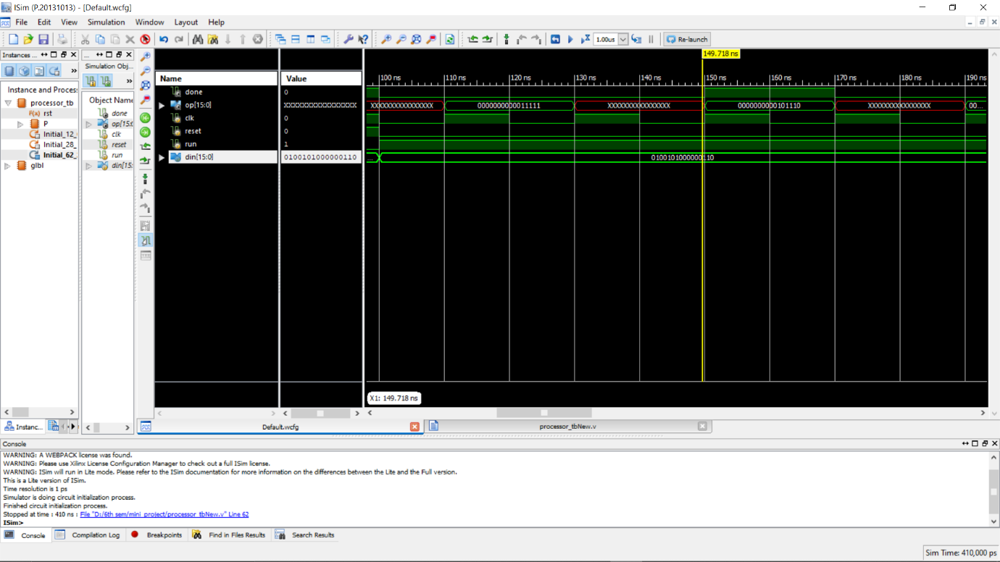 ISim (P.20131013) - [Default.wcfg]
File Edit View Simulation Window Layout Help
1.00us Re-launch
Instances ...
Simulation Obj...
Instance and Proces
processor_tb
rst
P
Initial_12_
Initial_28_
Initial_62_
glbl
Object Name
done
op[15:0
clk
reset
run
din[15:
Name Value
done 0
op[15:0] XXXXXXXXXXXXXXXX
clk 0
reset 0
run 1
din[15:0] 0100101000000110
149.718 ns
100 ns 110 ns 120 ns 130 ns 140 ns 150 ns 160 ns 170 ns 180 ns 190 ns
XXXXXXXXXXXXXXXX 0000000000011111 XXXXXXXXXXXXXXXX 0000000000101110 XXXXXXXXXXXXXXXX 00...
... 0100101000000110
X1: 149.718 ns
Instanc...
Default.wcfg processor_tbNew.v
Console
WARNING: A WEBPACK license was found.
WARNING: Please use Xilinx License Configuration Manager to check out a full ISim license.
WARNING: ISim will run in Lite mode. Please refer to the ISim documentation for more information on the differences between the Lite and the Full version.
This is a Lite version of ISim.
Time resolution is 1 ps
Simulator is doing circuit initialization process.
Finished circuit initialization process.
Stopped at time : 410 ns : File "D:/6th sem/mini_project/processor_tbNew.v" Line 62
ISim>
Console Compilation Log Breakpoints Find in Files Results Search Results
Sim Time: 410,000 ps